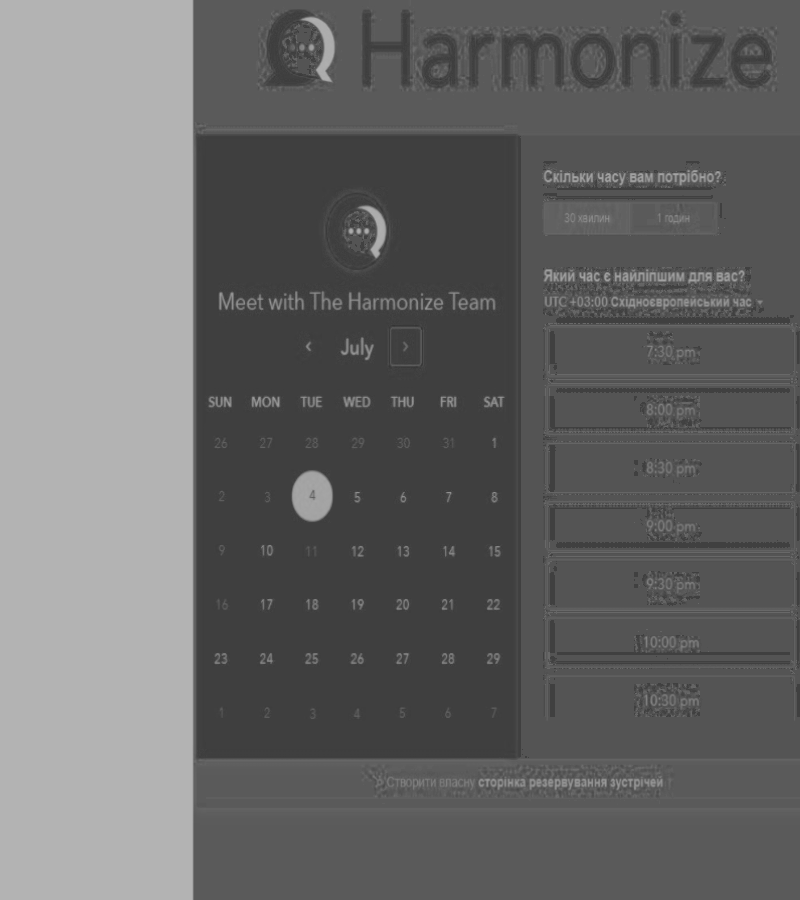 Harmonize
Meet with The Harmonize Team
‹ July ›
SUN MON TUE WED THU FRI SAT
26 27 28 29 30 31 1
2 3 4 5 6 7 8
9 10 11 12 13 14 15
16 17 18 19 20 21 22
23 24 25 26 27 28 29
1 2 3 4 5 6 7
Скільки часу вам потрібно?
30 хвилин 1 годин
Який час є найліпшим для вас?
UTC +03:00 Східноєвропейський час
7:30 pm
8:00 pm
8:30 pm
9:00 pm
9:30 pm
10:00 pm
10:30 pm
Створити власну сторінка резервування зустрічей